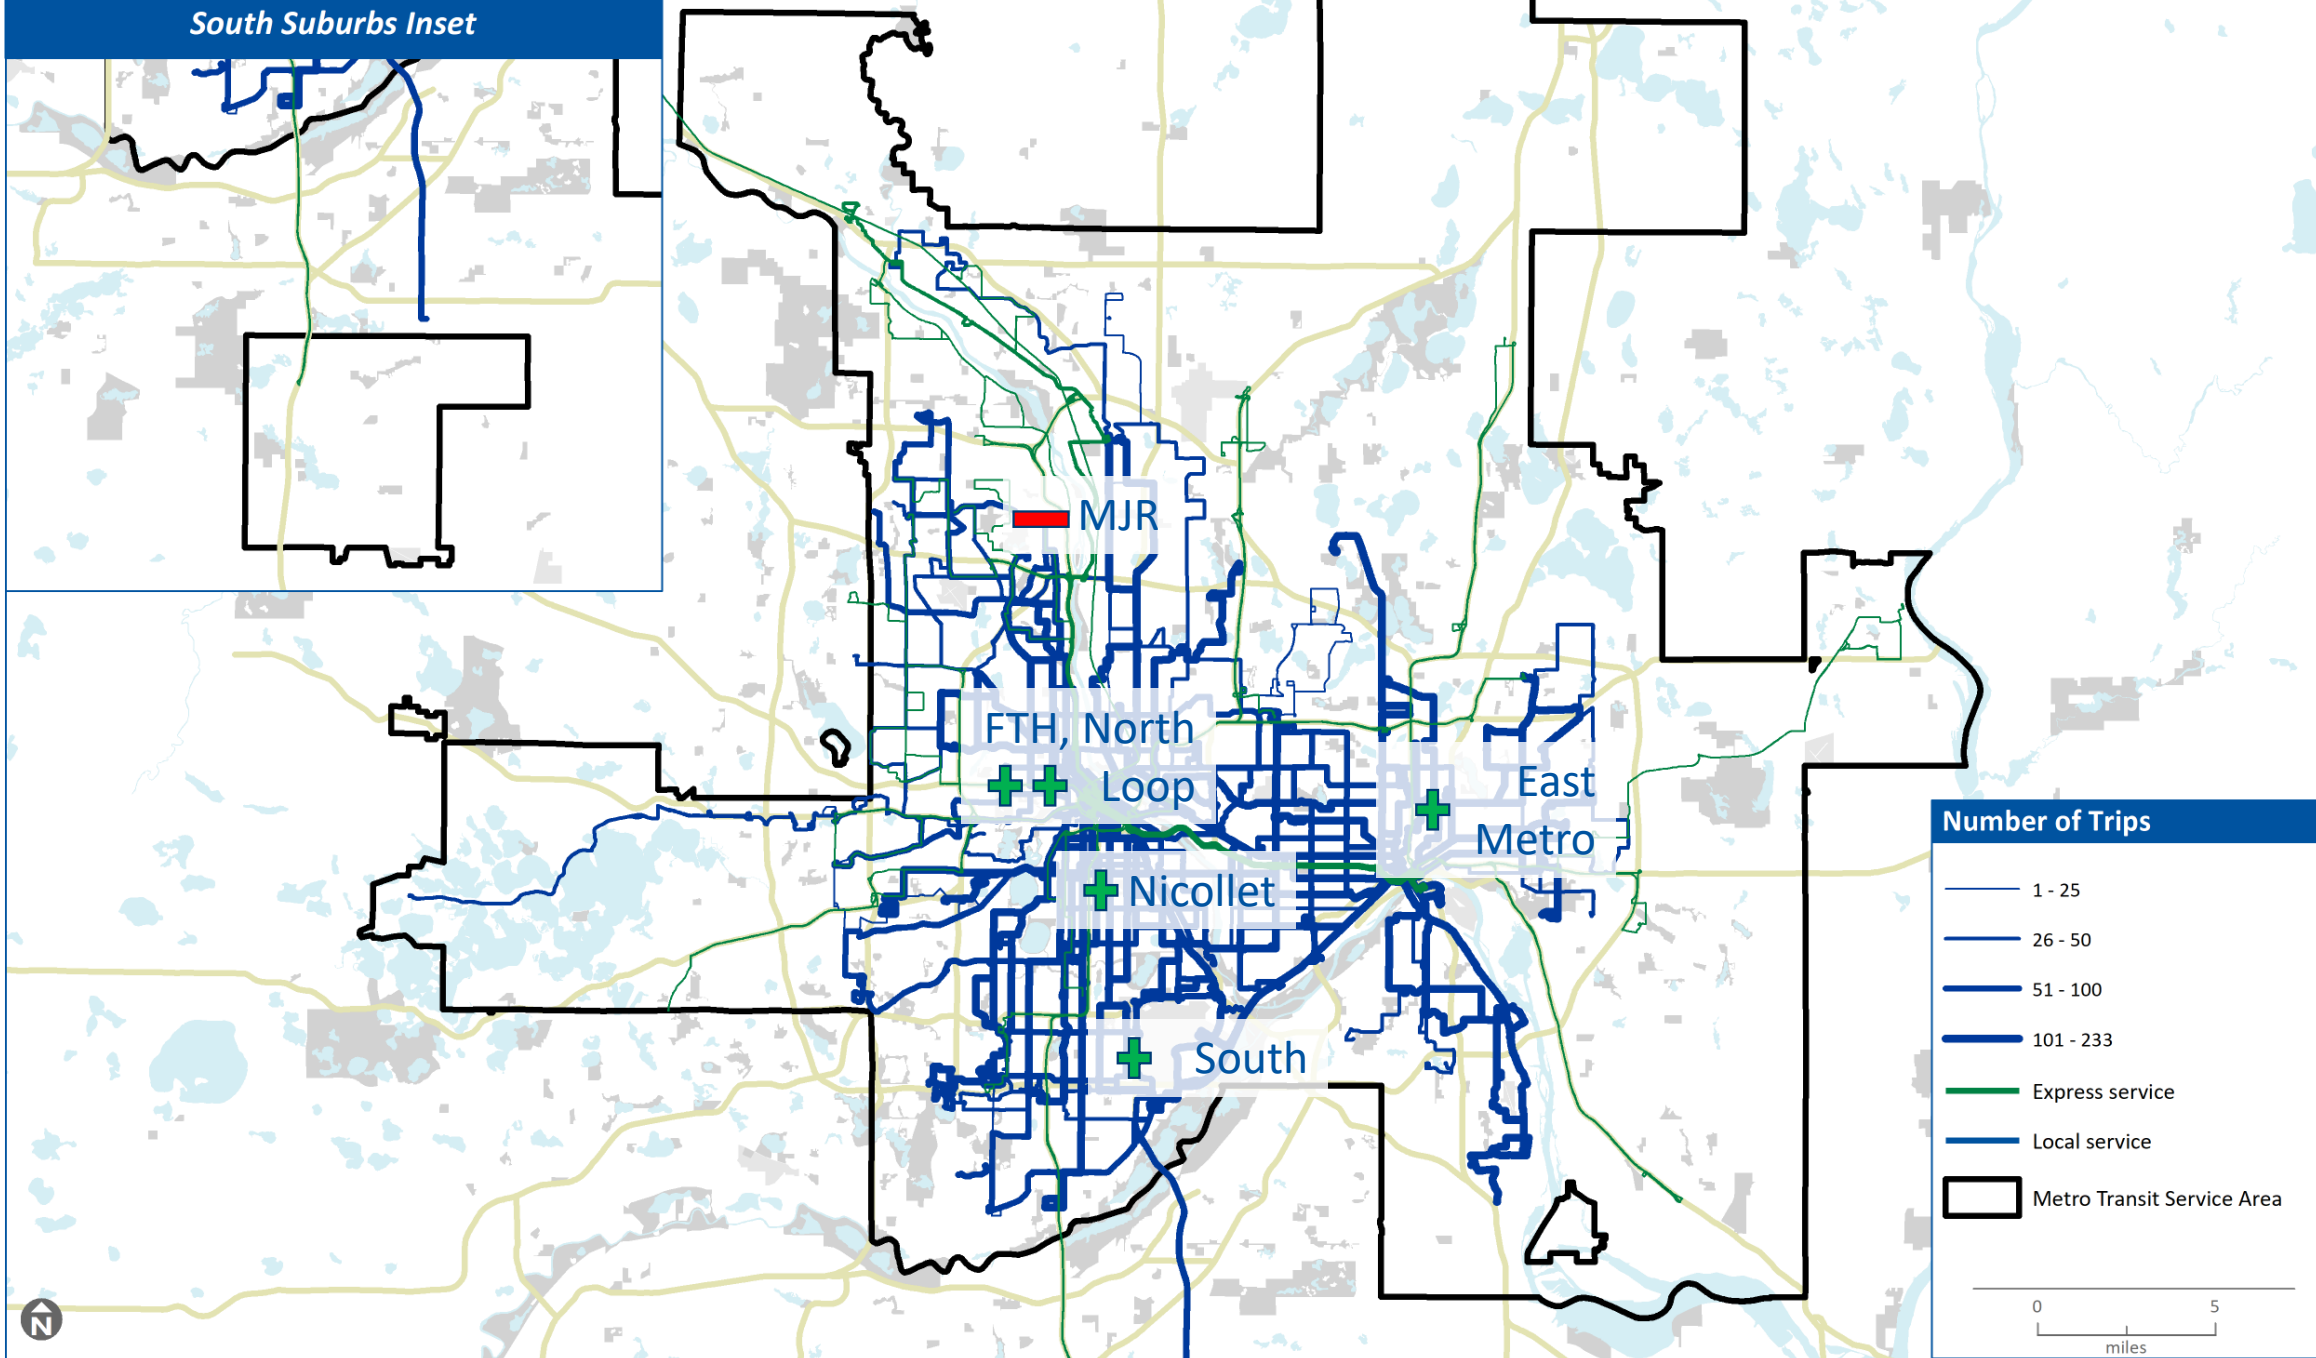 South Suburbs Inset
MJR
FTH, North
Loop
East
Metro
Nicollet
South
Number of Trips
1 - 25
26 - 50
51 - 100
101 - 233
Express service
Local service
Metro Transit Service Area
0 5
miles
N